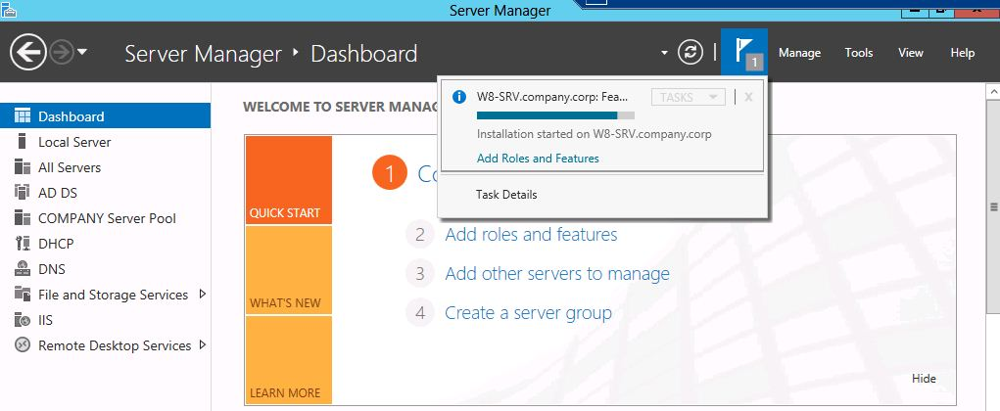 Server Manager
Server Manager ‣ Dashboard
1
Manage
Tools
View
Help
W8-SRV.company.corp: Fea...
TASKS
X
Installation started on W8-SRV.company.corp
Add Roles and Features
Task Details
Dashboard
Local Server
All Servers
AD DS
COMPANY Server Pool
DHCP
DNS
File and Storage Services
IIS
Remote Desktop Services
WELCOME TO SERVER MANAG
QUICK START
WHAT'S NEW
LEARN MORE
1 Co
2 Add roles and features
3 Add other servers to manage
4 Create a server group
Hide